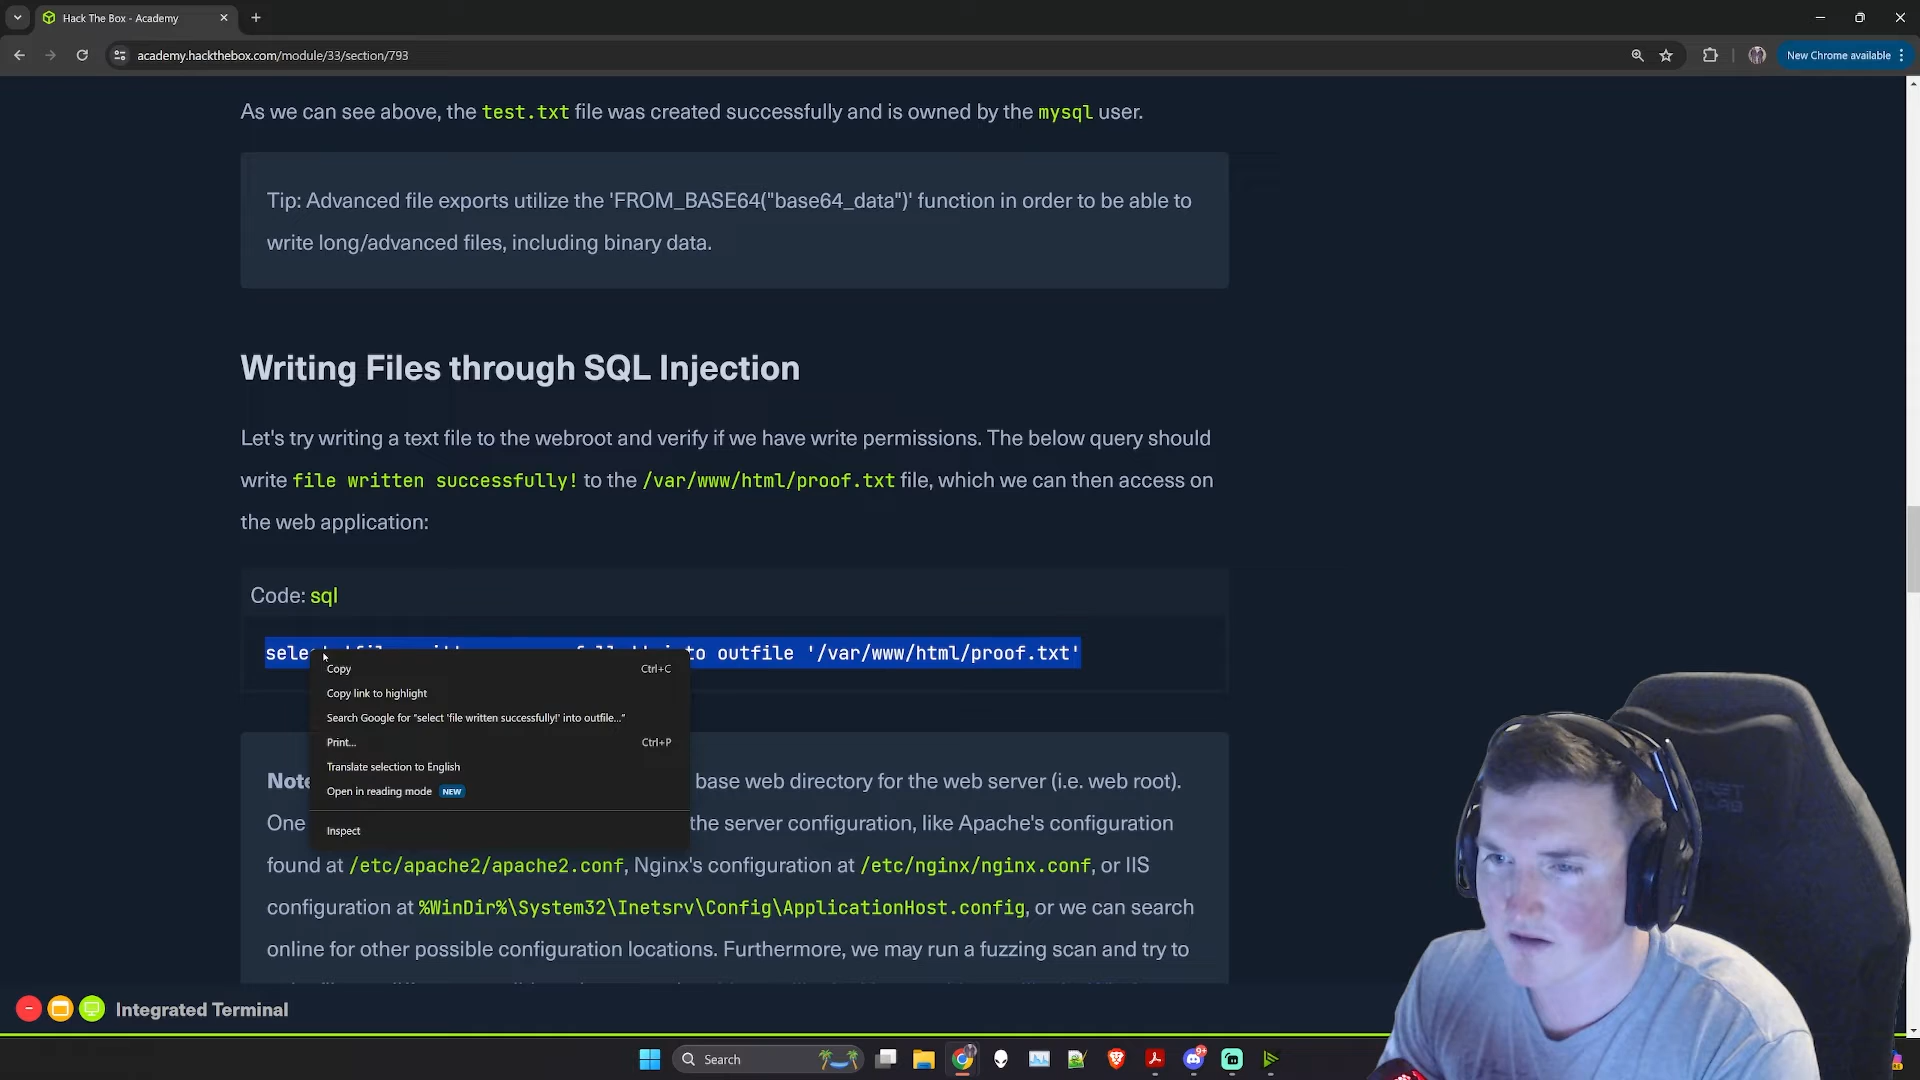 Hack The Box - Academy
academy.hackthebox.com/module/33/section/793
New Chrome available
As we can see above, the test.txt file was created successfully and is owned by the mysql user.
Tip: Advanced file exports utilize the 'FROM_BASE64("base64_data")' function in order to be able to
write long/advanced files, including binary data.
Writing Files through SQL Injection
Let's try writing a text file to the webroot and verify if we have write permissions. The below query should
write file written successfully! to the /var/www/html/proof.txt file, which we can then access on
the web application:
Code: sql
outfile '/var/www/html/proof.txt'
Copy Ctrl+C
Copy link to highlight
Search Google for "select 'file written successfully!' into outfile..."
Print... Ctrl+P
Translate selection to English
Open in reading mode NEW
Inspect
base web directory for the web server (i.e. web root).
One the server configuration, like Apache's configuration
found at /etc/apache2/apache2.conf, Nginx's configuration at /etc/nginx/nginx.conf, or IIS
configuration at %WinDir%\System32\Inetsrv\Config\ApplicationHost.config, or we can search
online for other possible configuration locations. Furthermore, we may run a fuzzing scan and try to
Integrated Terminal
Search